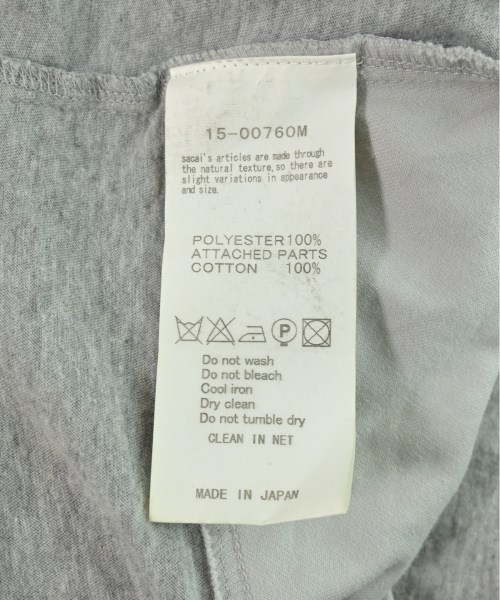 15-00760M
sacai's articles are made through
the natural texture,so there are
slight variations in appearance
and size.
POLYESTER100%
ATTACHED PARTS
COTTON 100%
P
Do not wash
Do not bleach
Cool iron
Dry clean
Do not tumble dry
CLEAN IN NET
MADE IN JAPAN